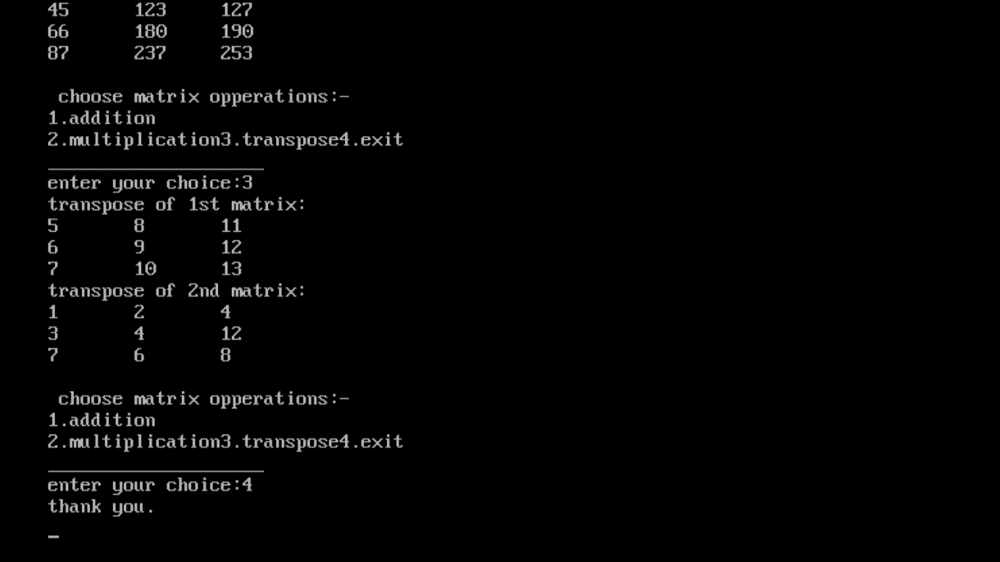 45 123 127
66 180 190
87 237 253
choose matrix opperations:-
1.addition
2.multiplication3.transpose4.exit
____________________
enter your choice:3
transpose of 1st matrix:
5 8 11
6 9 12
7 10 13
transpose of 2nd matrix:
1 2 4
3 4 12
7 6 8
choose matrix opperations:-
1.addition
2.multiplication3.transpose4.exit
____________________
enter your choice:4
thank you.
_